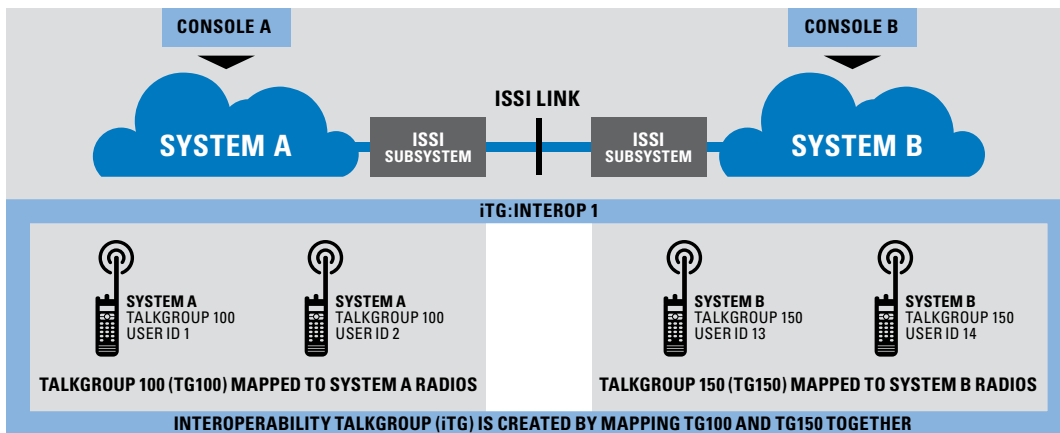 CONSOLE A
CONSOLE B
ISSI LINK
SYSTEM A
ISSI
SUBSYSTEM
ISSI
SUBSYSTEM
SYSTEM B
iTG:INTEROP 1
SYSTEM A
TALKGROUP 100
USER ID 1
SYSTEM A
TALKGROUP 100
USER ID 2
SYSTEM B
TALKGROUP 150
USER ID 13
SYSTEM B
TALKGROUP 150
USER ID 14
TALKGROUP 100 (TG100) MAPPED TO SYSTEM A RADIOS
TALKGROUP 150 (TG150) MAPPED TO SYSTEM B RADIOS
INTEROPERABILITY TALKGROUP (iTG) IS CREATED BY MAPPING TG100 AND TG150 TOGETHER